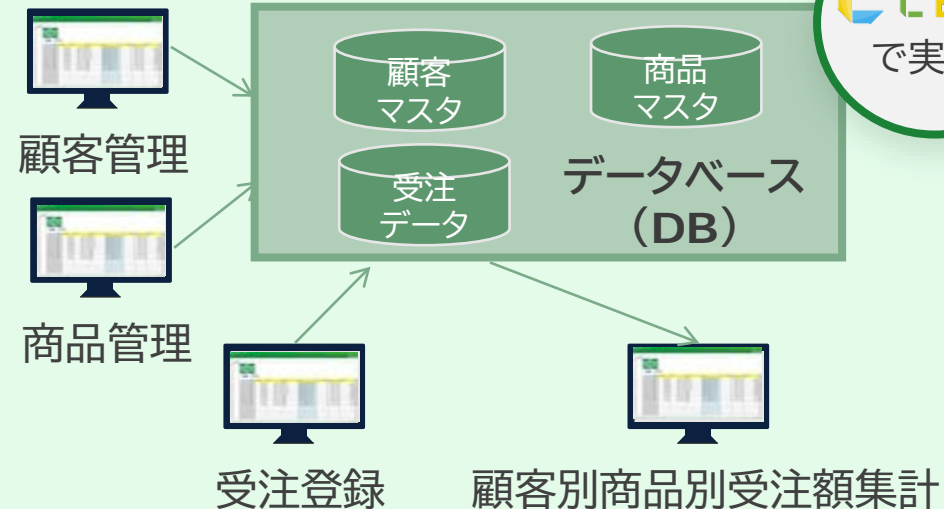 顧客
マスタ
商品
マスタ
で実
顧客管理
受注
データ
データベース
（DB）
商品管理
受注登録
顧客別商品別受注額集計